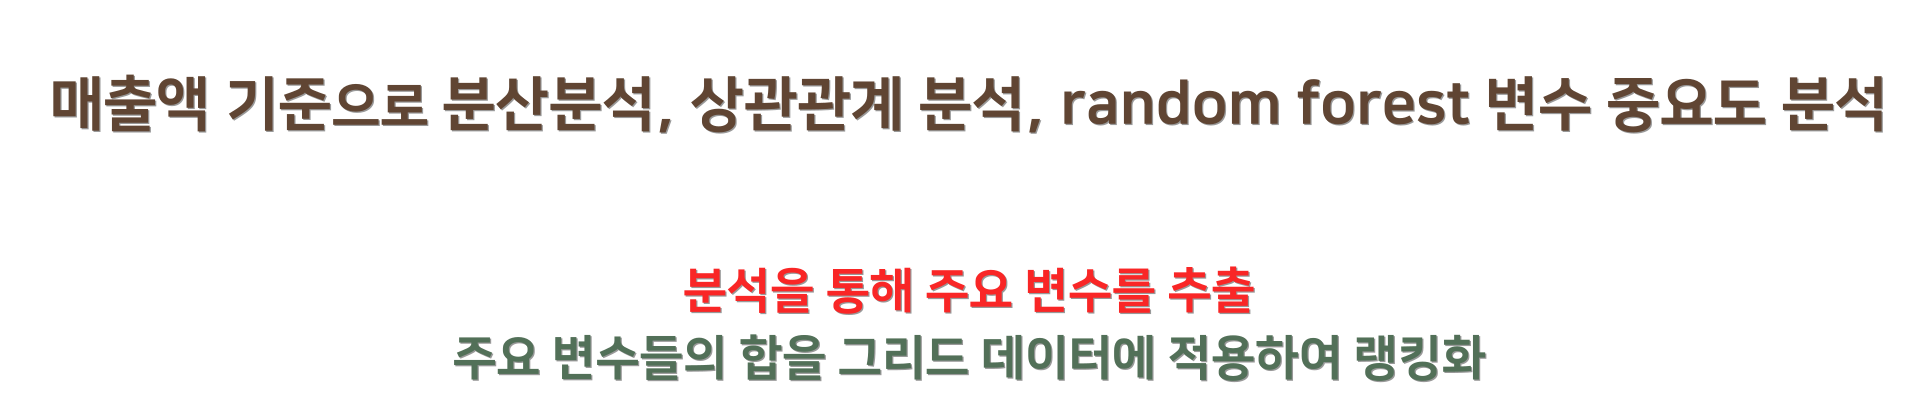 매출액 기준으로 분산분석, 상관관계 분석, random forest 변수 중요도 분석
분석을 통해 주요 변수를 추출
주요 변수들의 합을 그리드 데이터에 적용하여 랭킹화